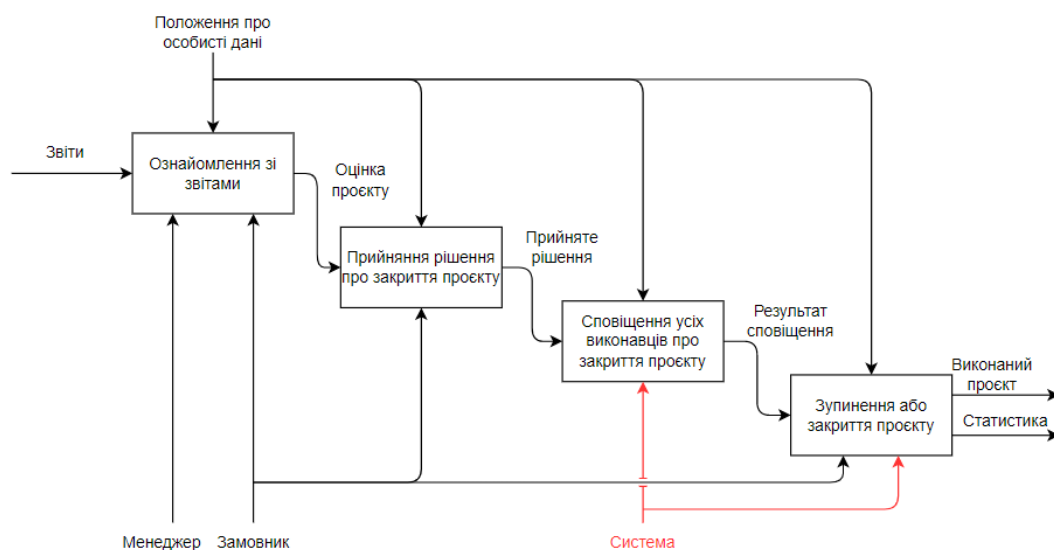 Положення про
особисті дані
Звіти
Ознайомлення зі
звітами
Оцінка
проєкту
Прийняння рішення
про закриття проєкту
Прийняте
рішення
Сповіщення усіх
виконавців про
закриття проєкту
Результат
сповіщення
Зупинення або
закриття проєкту
Виконаний
проєкт
Статистика
Менеджер
Замовник
Система